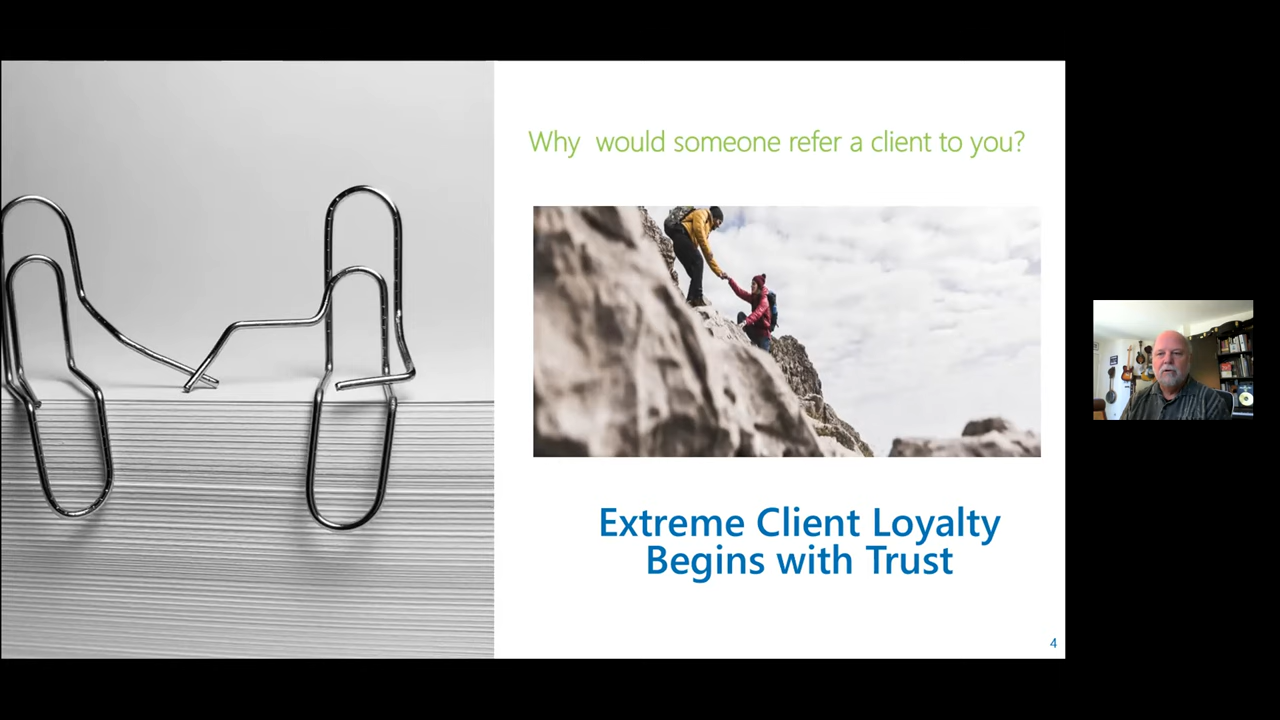 Why  would someone refer a client to you?
Extreme Client Loyalty
Begins with Trust
4